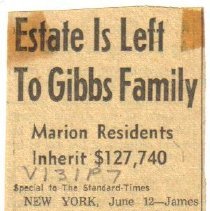 Estate Is Left
To Gibbs Family
Marion Residents
Inherit $127,740
V131P7
Special to The Standard-Times
NEW YORK, June 12—James